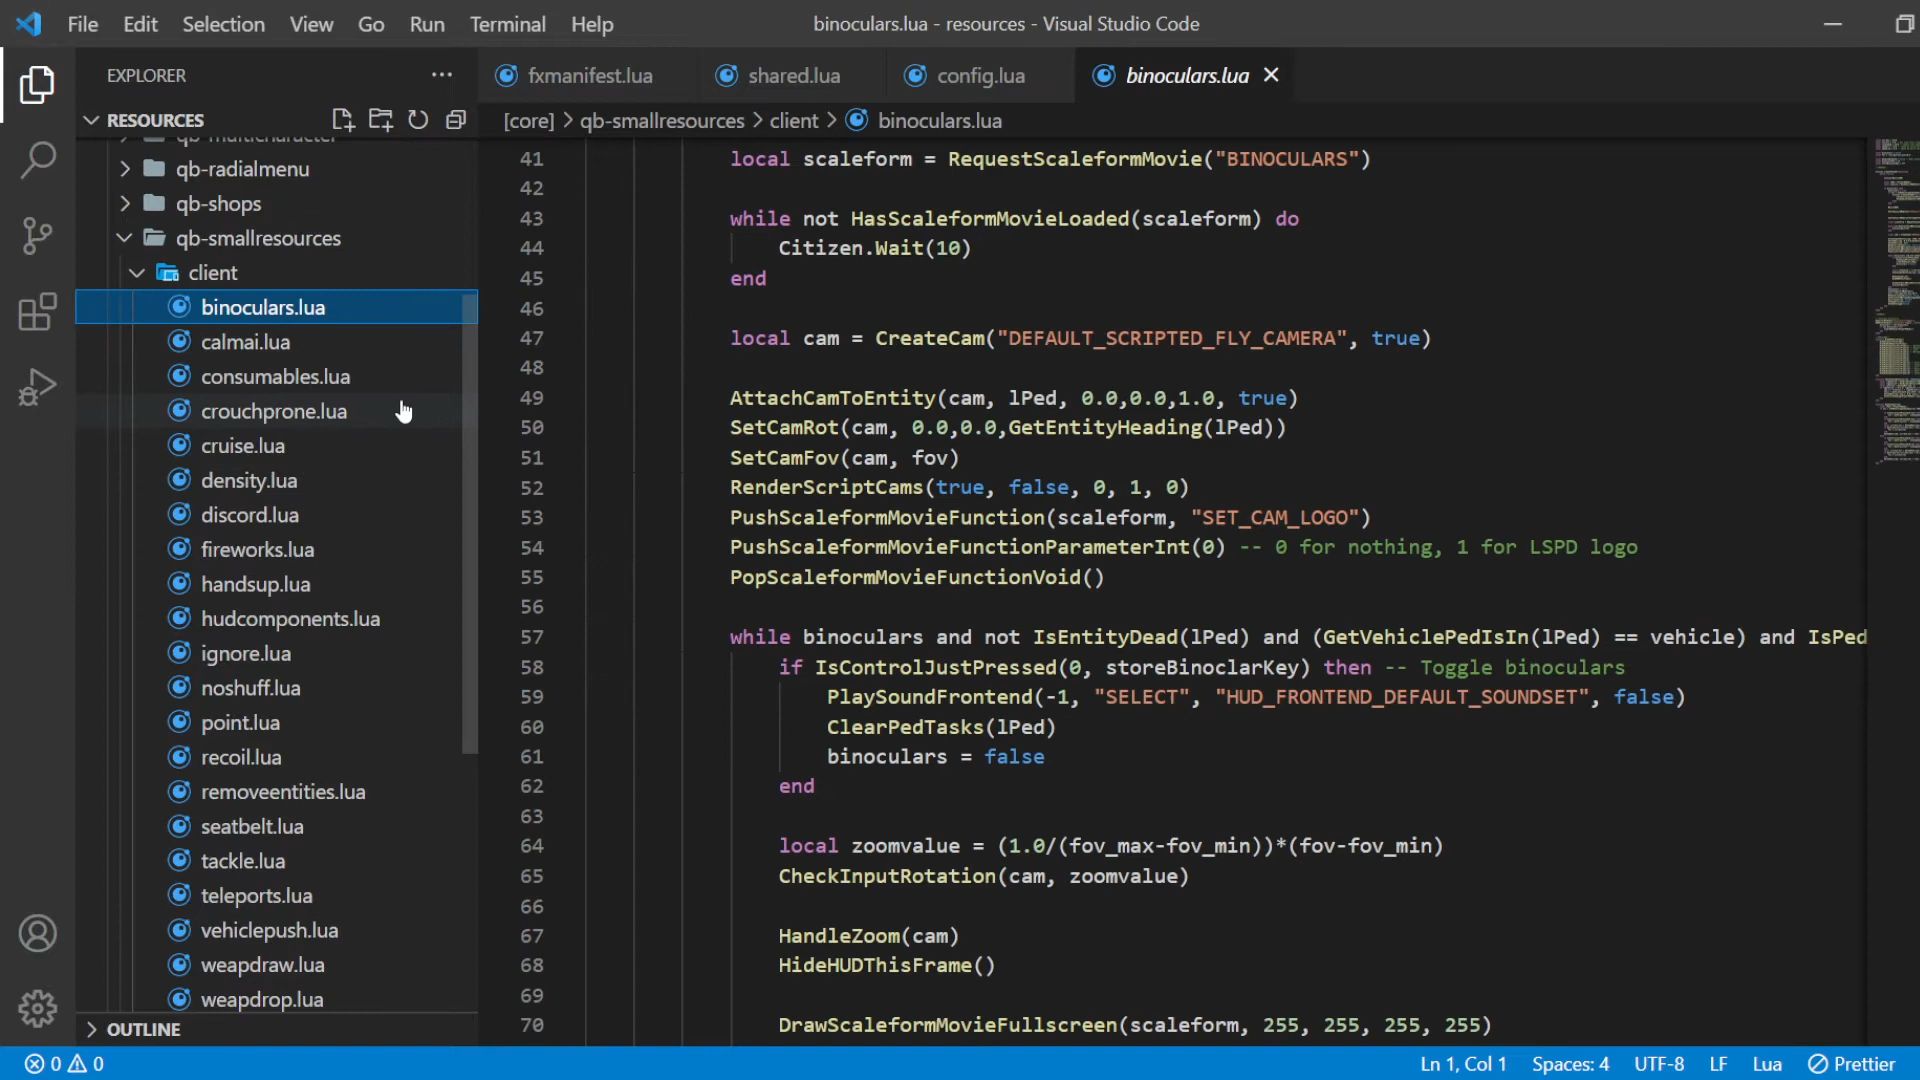 File Edit Selection View Go Run Terminal Help
binoculars.lua - resources - Visual Studio Code
EXPLORER
fxmanifest.lua
shared.lua
config.lua
binoculars.lua
RESOURCES
[core] > qb-smallresources > client > binoculars.lua
qb-multicharacter
qb-radialmenu
qb-shops
qb-smallresources
client
binoculars.lua
calmai.lua
consumables.lua
crouchprone.lua
cruise.lua
density.lua
discord.lua
fireworks.lua
handsup.lua
hudcomponents.lua
ignore.lua
noshuff.lua
point.lua
recoil.lua
removeentities.lua
seatbelt.lua
tackle.lua
teleports.lua
vehiclepush.lua
weapdraw.lua
weapdrop.lua
OUTLINE
41 local scaleform = RequestScaleformMovie("BINOCULARS")
42
43 while not HasScaleformMovieLoaded(scaleform) do
44 Citizen.Wait(10)
45 end
46
47 local cam = CreateCam("DEFAULT_SCRIPTED_FLY_CAMERA", true)
48
49 AttachCamToEntity(cam, lPed, 0.0,0.0,1.0, true)
50 SetCamRot(cam, 0.0,0.0,GetEntityHeading(lPed))
51 SetCamFov(cam, fov)
52 RenderScriptCams(true, false, 0, 1, 0)
53 PushScaleformMovieFunction(scaleform, "SET_CAM_LOGO")
54 PushScaleformMovieFunctionParameterInt(0) -- 0 for nothing, 1 for LSPD logo
55 PopScaleformMovieFunctionVoid()
56
57 while binoculars and not IsEntityDead(lPed) and (GetVehiclePedIsIn(lPed) == vehicle) and IsPed
58 if IsControlJustPressed(0, storeBinoclarKey) then -- Toggle binoculars
59 PlaySoundFrontend(-1, "SELECT", "HUD_FRONTEND_DEFAULT_SOUNDSET", false)
60 ClearPedTasks(lPed)
61 binoculars = false
62 end
63
64 local zoomvalue = (1.0/(fov_max-fov_min))*(fov-fov_min)
65 CheckInputRotation(cam, zoomvalue)
66
67 HandleZoom(cam)
68 HideHUDThisFrame()
69
70 DrawScaleformMovieFullscreen(scaleform, 255, 255, 255, 255)
0 0
Ln 1, Col 1 Spaces: 4 UTF-8 LF Lua Prettier